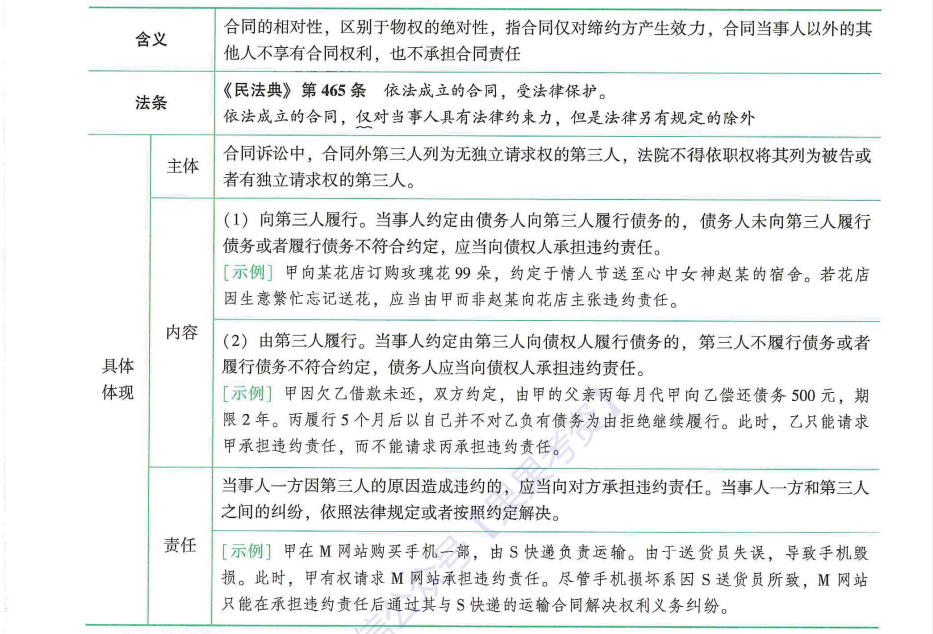 含义
合同的相对性，区别于物权的绝对性，指合同仅对缔约方产生效力，合同当事人以外的其
他人不享有合同权利，也不承担合同责任
法条
《民法典》第 465 条 依法成立的合同，受法律保护。
依法成立的合同，仅对当事人具有法律约束力，但是法律另有规定的除外
具体
体现
主体
合同诉讼中，合同外第三人列为无独立请求权的第三人，法院不得依职权将其列为被告或
者有独立请求权的第三人。
内容
（1）向第三人履行。当事人约定由债务人向第三人履行债务的，债务人未向第三人履行
债务或者履行债务不符合约定，应当向债权人承担违约责任。
［示例］ 甲向某花店订购玫瑰花 99 朵，约定于情人节送至心中女神赵某的宿舍。若花店
因生意繁忙忘记送花，应当由甲而非赵某向花店主张违约责任。
（2）由第三人履行。当事人约定由第三人向债权人履行债务的，第三人不履行债务或者
履行债务不符合约定，债务人应当向债权人承担违约责任。
［示例］ 甲因欠乙借款未还，双方约定，由甲的父亲丙每月代甲向乙偿还债务 500 元，期
限 2 年。丙履行 5 个月后以自己并不对乙负有债务为由拒绝继续履行。此时，乙只能请求
甲承担违约责任，而不能请求丙承担违约责任。
责任
当事人一方因第三人的原因造成违约的，应当向对方承担违约责任。当事人一方和第三人
之间的纠纷，依照法律规定或者按照约定解决。
［示例］ 甲在 M 网站购买手机一部，由 S 快递负责运输。由于送货员失误，导致手机毁
损。此时，甲有权请求 M 网站承担违约责任。尽管手机损坏系因 S 送货员所致，M 网站
只能在承担违约责任后通过其与 S 快递的运输合同解决权利义务纠纷。